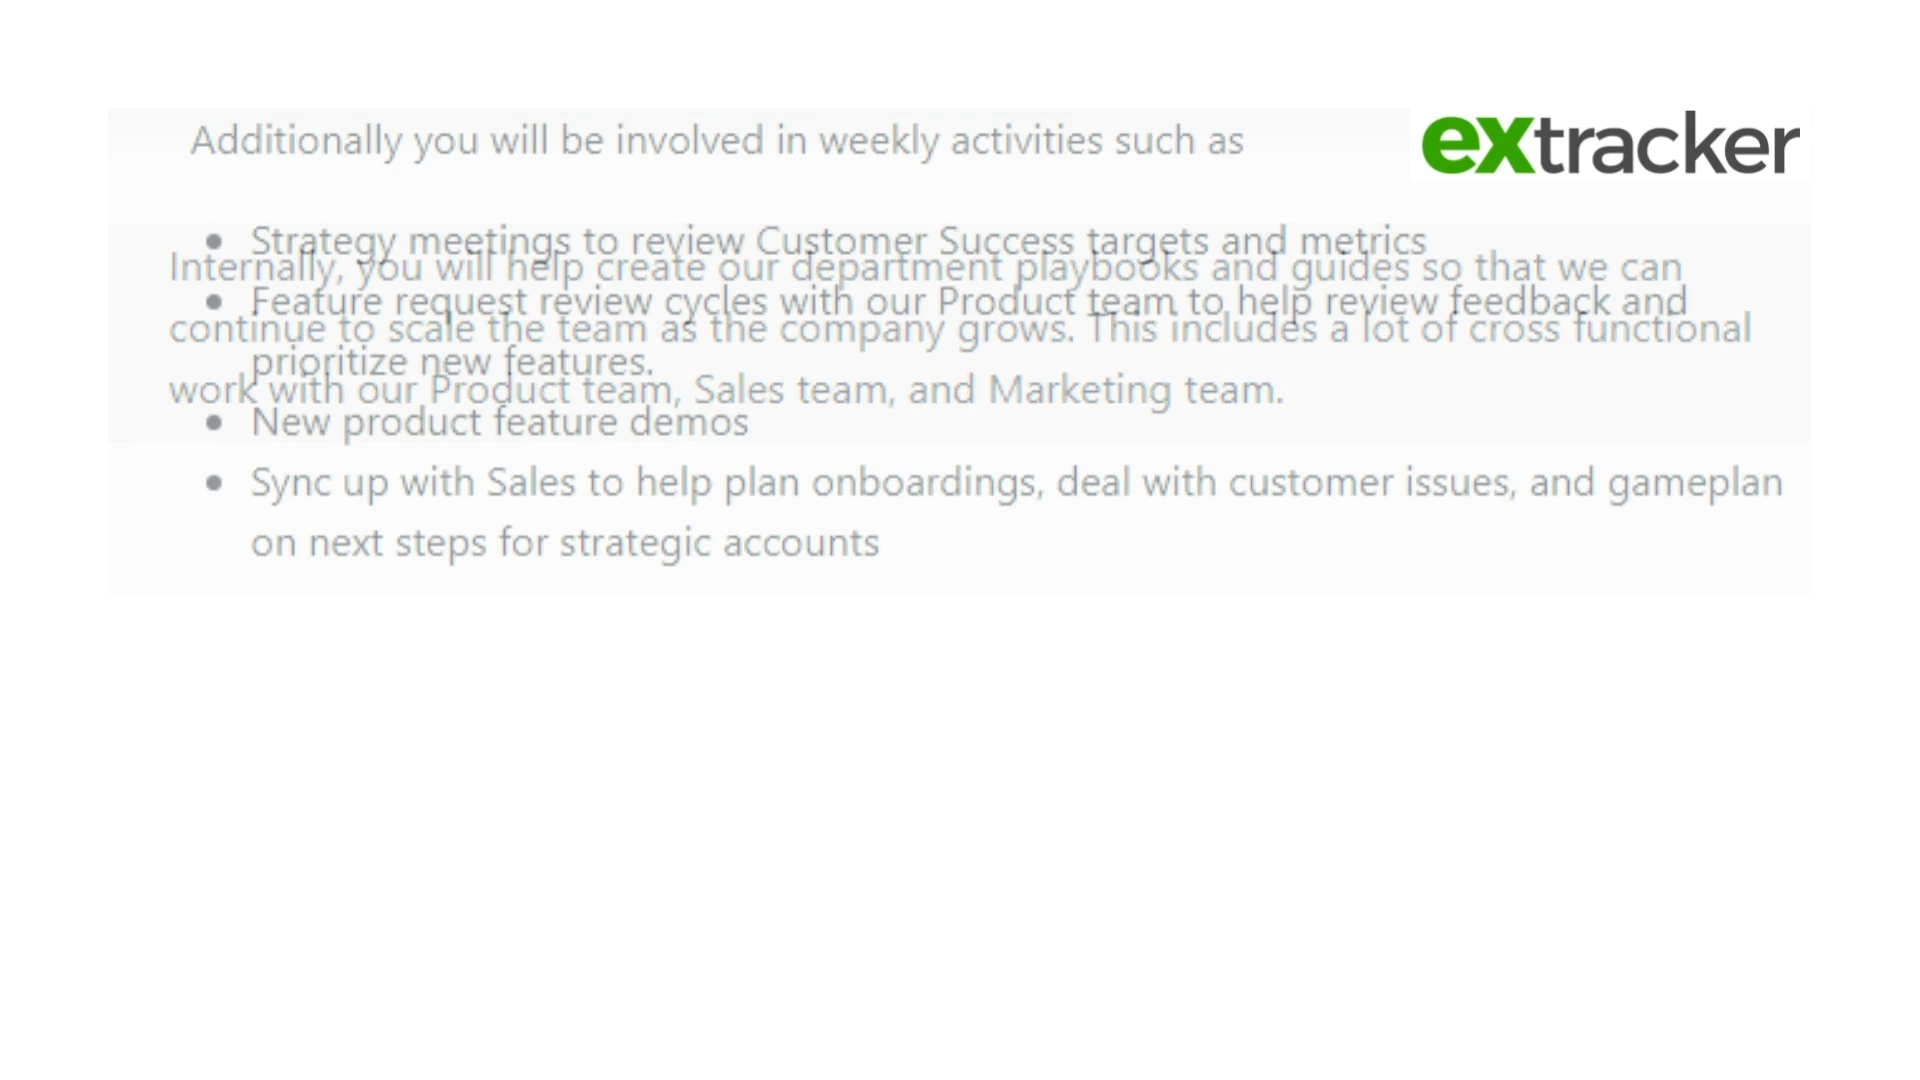 Additionally you will be involved in weekly activities such as
extracker
Strategy meetings to review Customer Success targets and metrics
Internally, you will help create our department playbooks and guides so that we can
Feature request review cycles with our Product team to help review feedback and
continue to scale the team as the company grows. This includes a lot of cross functional
prioritize new features.
work with our Product team, Sales team, and Marketing team.
New product feature demos
Sync up with Sales to help plan onboardings, deal with customer issues, and gameplan
on next steps for strategic accounts